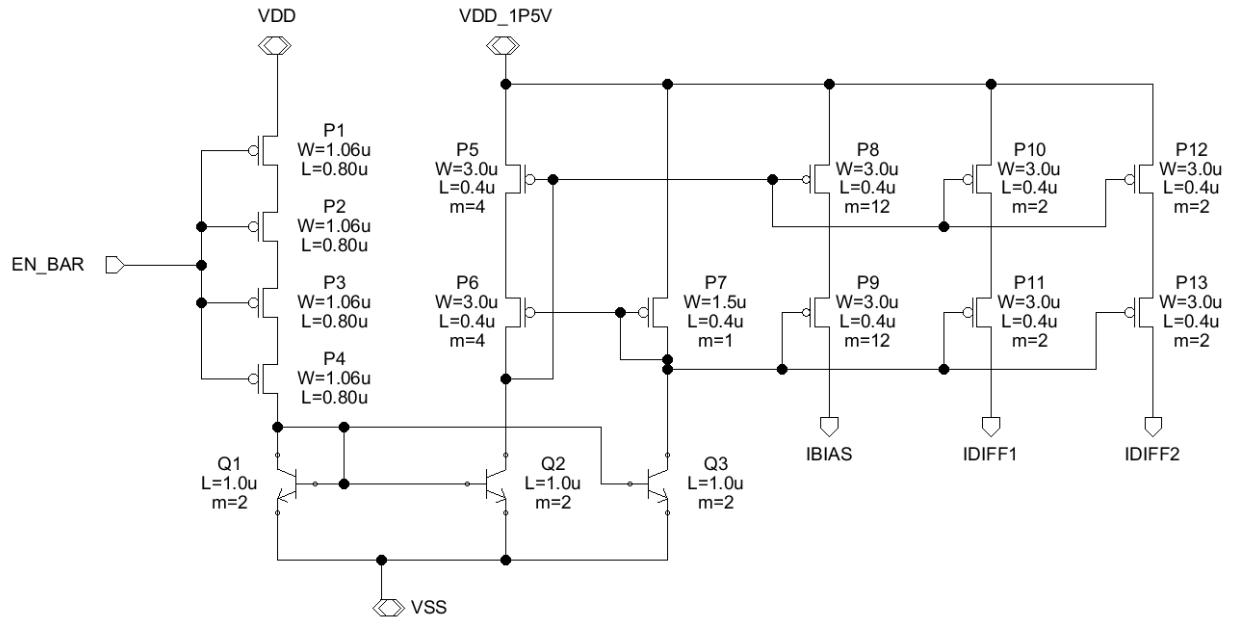 VDD
VDD_1P5V
P1
W=1.06u
L=0.80u
P2
W=1.06u
L=0.80u
EN_BAR
P3
W=1.06u
L=0.80u
P4
W=1.06u
L=0.80u
P5
W=3.0u
L=0.4u
m=4
P6
W=3.0u
L=0.4u
m=4
P7
W=1.5u
L=0.4u
m=1
P8
W=3.0u
L=0.4u
m=12
P9
W=3.0u
L=0.4u
m=12
P10
W=3.0u
L=0.4u
m=2
P11
W=3.0u
L=0.4u
m=2
P12
W=3.0u
L=0.4u
m=2
P13
W=3.0u
L=0.4u
m=2
IBIAS
IDIFF1
IDIFF2
Q1
L=1.0u
m=2
Q2
L=1.0u
m=2
Q3
L=1.0u
m=2
VSS